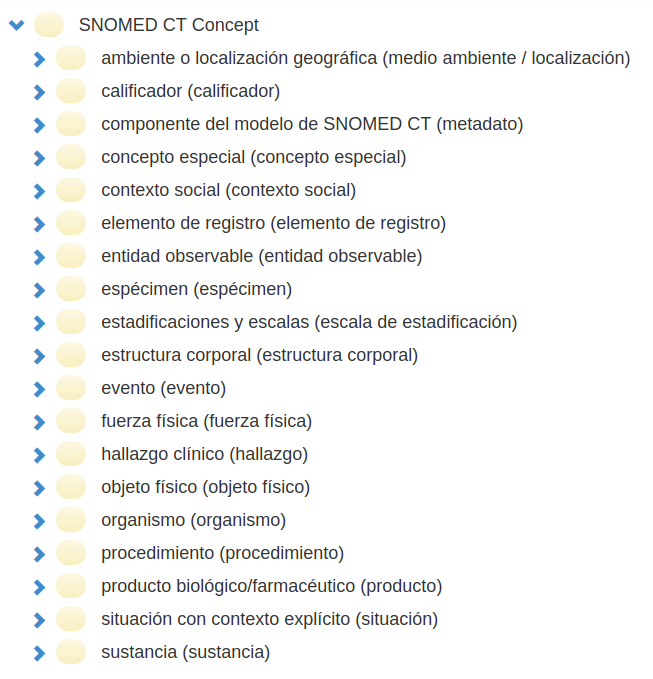 SNOMED CT Concept
ambiente o localización geográfica (medio ambiente / localización)
calificador (calificador)
componente del modelo de SNOMED CT (metadato)
concepto especial (concepto especial)
contexto social (contexto social)
elemento de registro (elemento de registro)
entidad observable (entidad observable)
espécimen (espécimen)
estadificaciones y escalas (escala de estadificación)
estructura corporal (estructura corporal)
evento (evento)
fuerza física (fuerza física)
hallazgo clínico (hallazgo)
objeto físico (objeto físico)
organismo (organismo)
procedimiento (procedimiento)
producto biológico/farmacéutico (producto)
situación con contexto explícito (situación)
sustancia (sustancia)